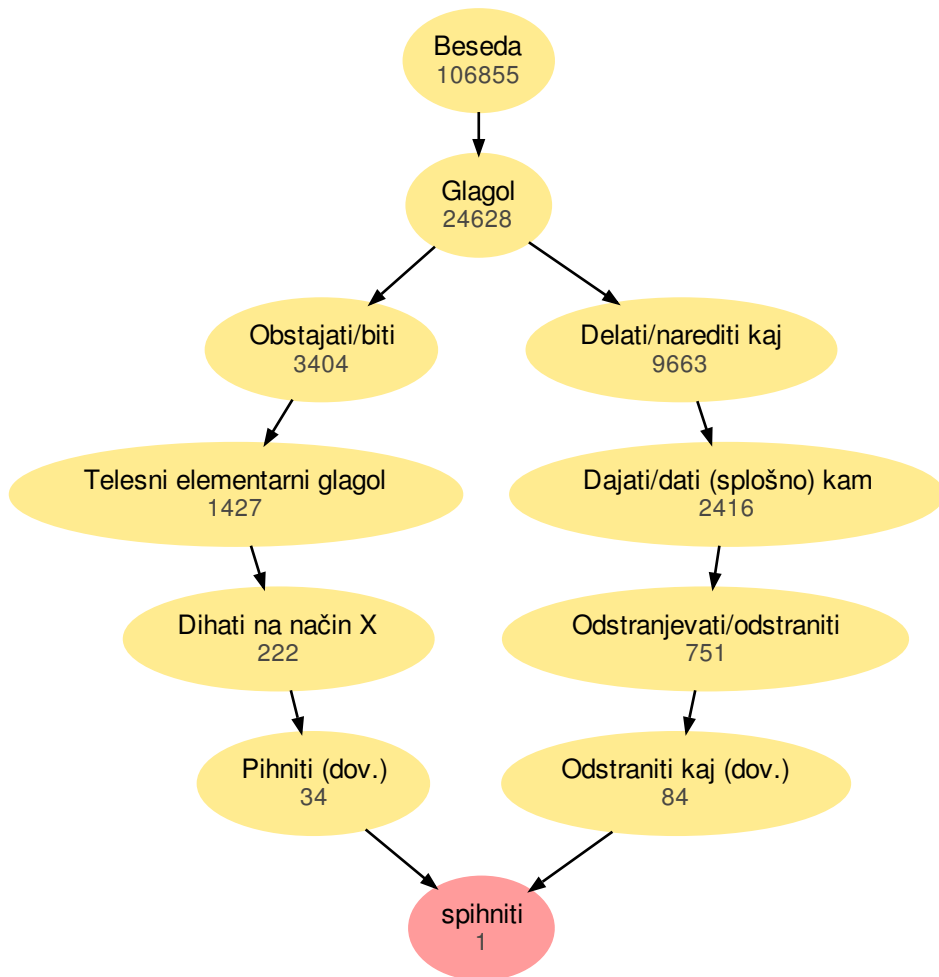 Beseda
106855
Glagol
24628
Obstajati/biti
3404
Delati/narediti kaj
9663
Telesni elementarni glagol
1427
Dajati/dati (splošno) kam
2416
Dihati na način X
222
Odstranjevati/odstraniti
751
Pihniti (dov.)
34
Odstraniti kaj (dov.)
84
spihniti
1